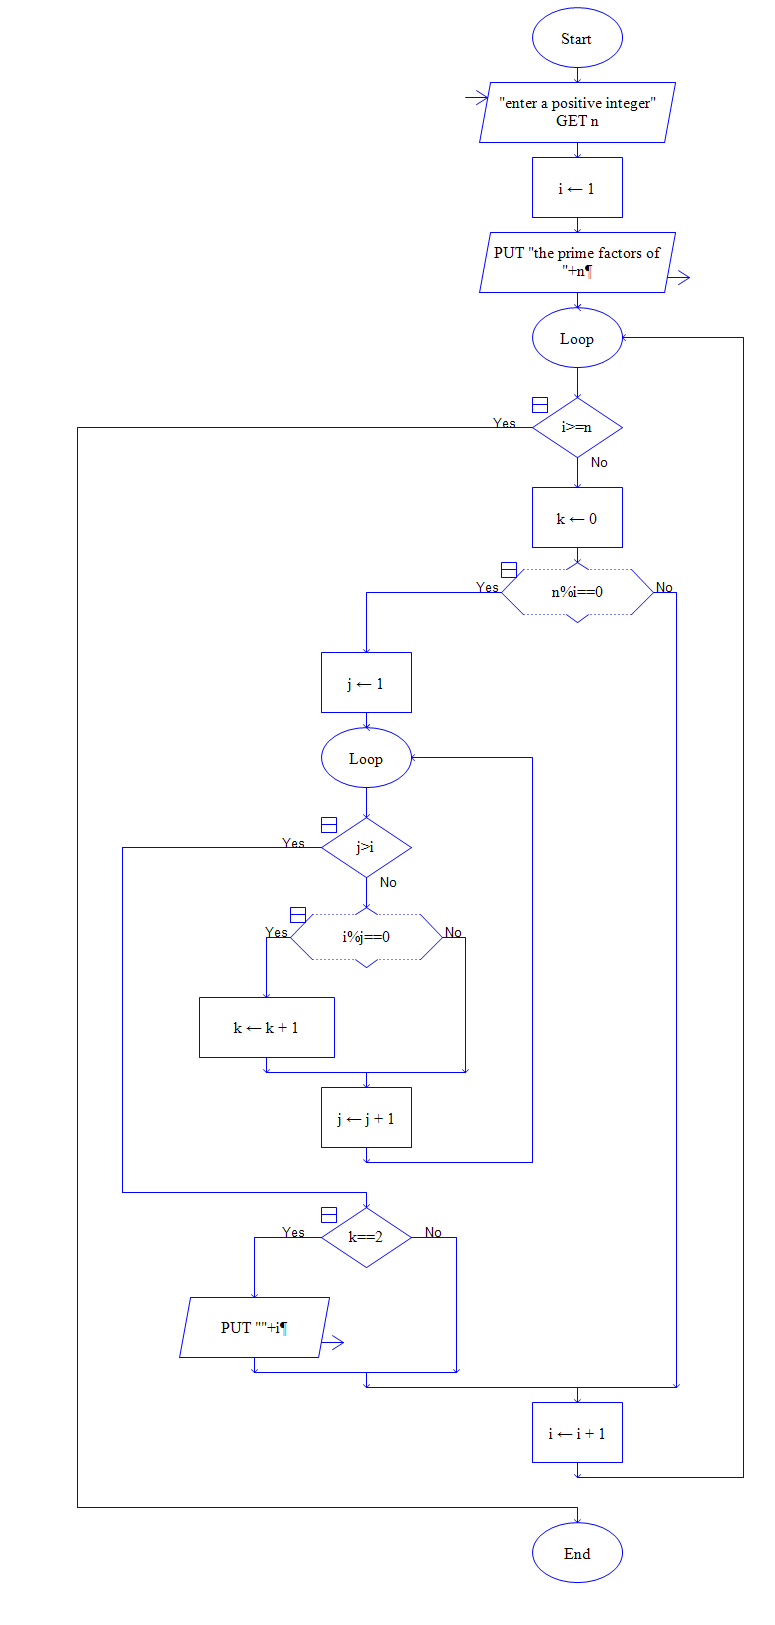 Start
"enter a positive integer"
GET n
i ← 1
PUT "the prime factors of
"+n¶
Loop
Yes
i>=n
No
k ← 0
Yes
n%i==0
No
j ← 1
Loop
Yes
j>i
No
Yes
i%j==0
No
k ← k + 1
j ← j + 1
Yes
k==2
No
PUT ""+i¶
i ← i + 1
End